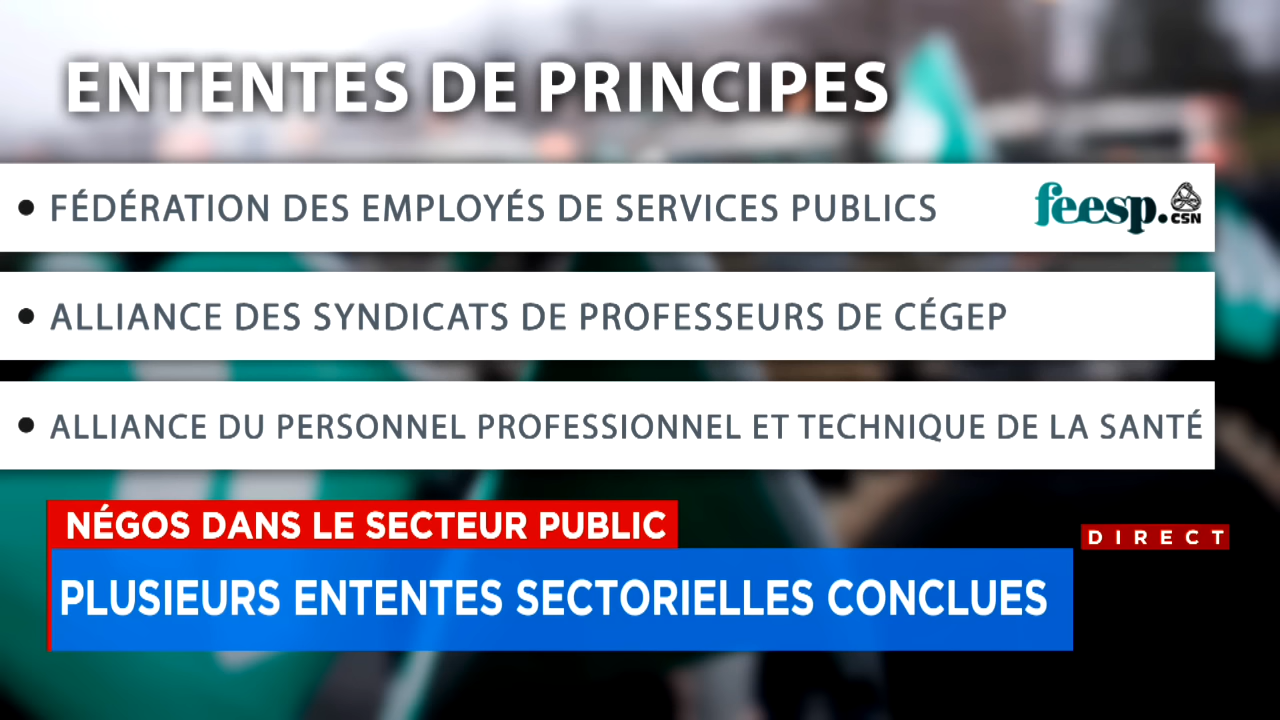 ENTENTES DE PRINCIPES
• FÉDÉRATION DES EMPLOYÉS DE SERVICES PUBLICS
feesp.
CSN
• ALLIANCE DES SYNDICATS DE PROFESSEURS DE CÉGEP
• ALLIANCE DU PERSONNEL PROFESSIONNEL ET TECHNIQUE DE LA SANTÉ
NÉGOS DANS LE SECTEUR PUBLIC
DIRECT
PLUSIEURS ENTENTES SECTORIELLES CONCLUES